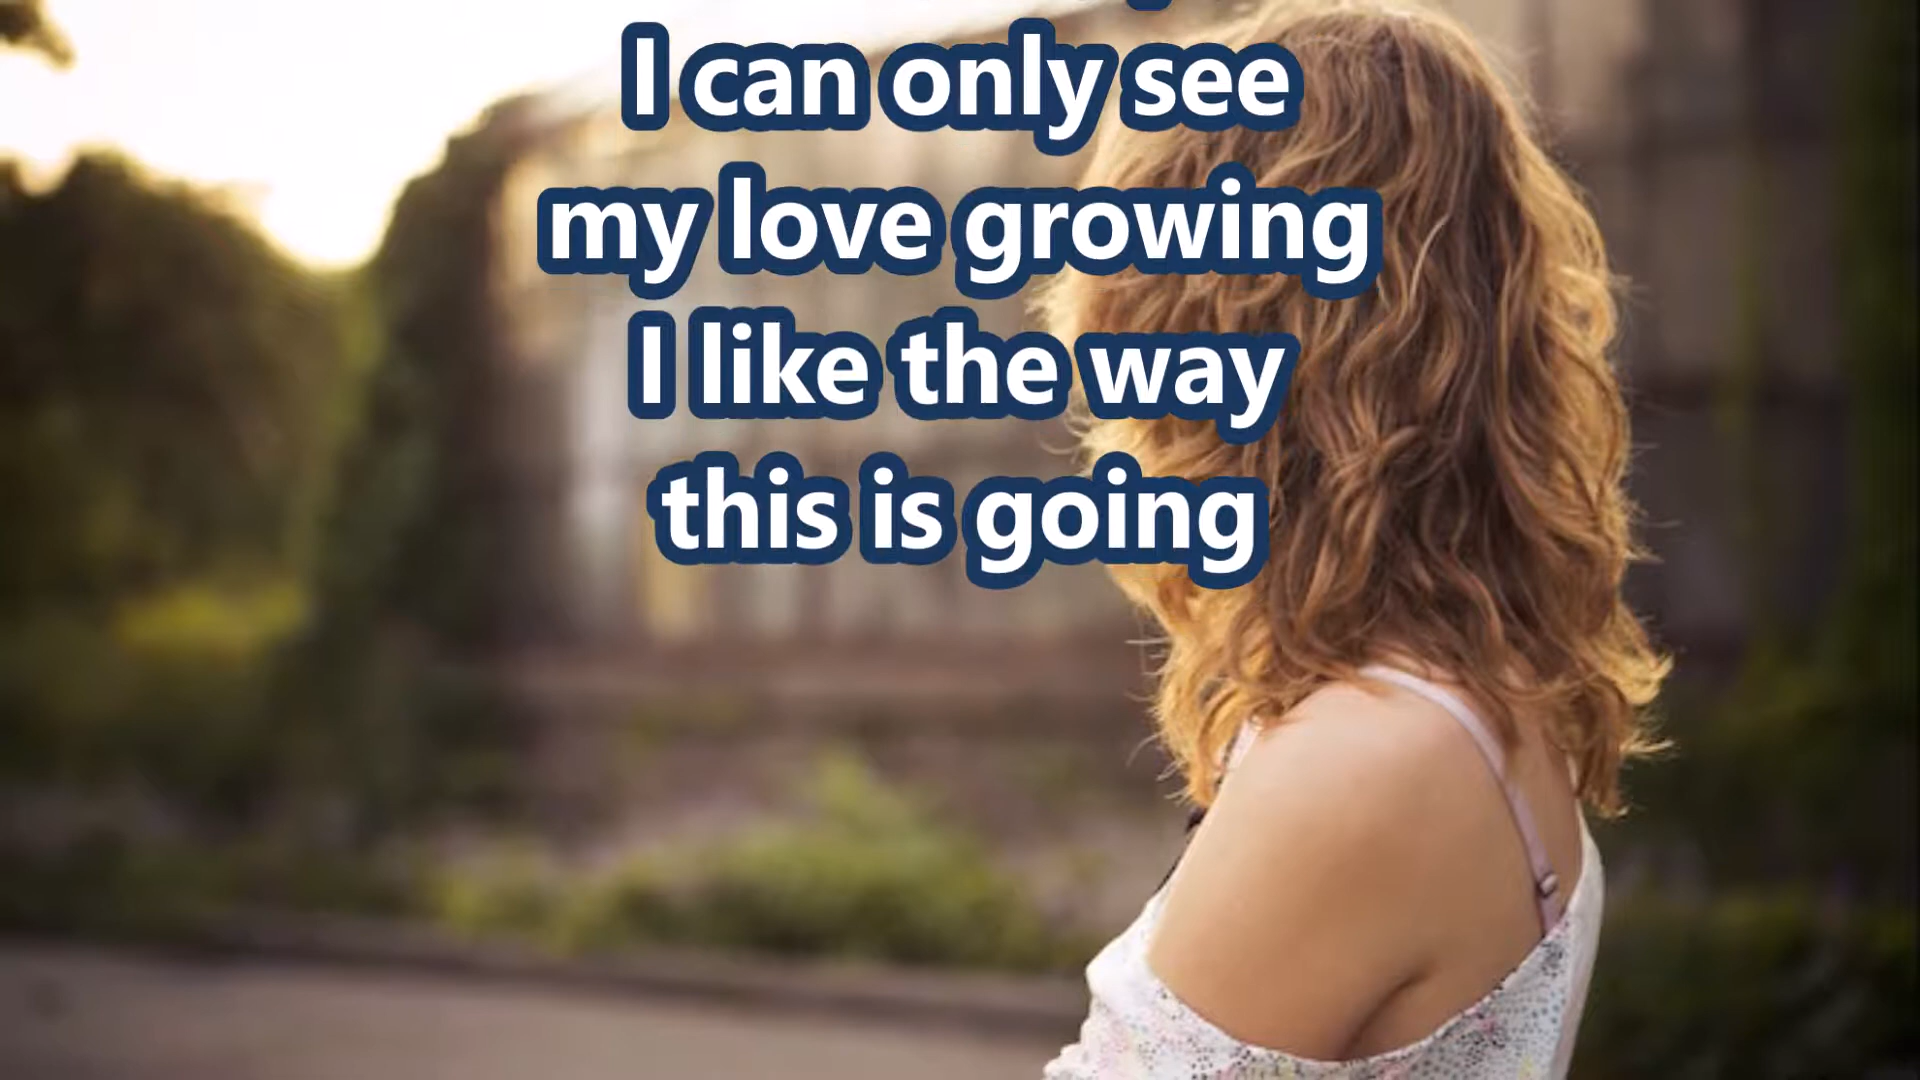 I can only see
my love growing
I like the way
this is going